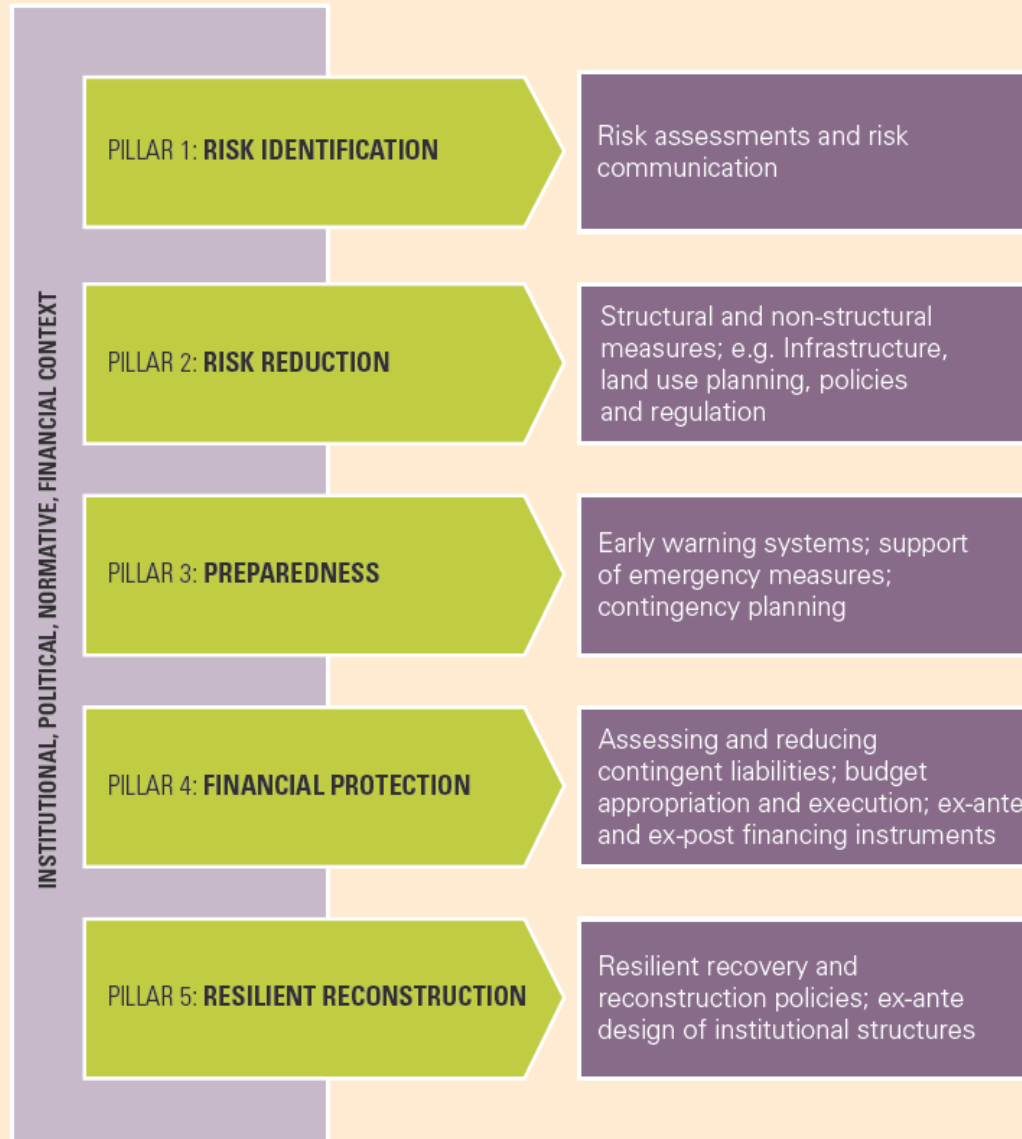 INSTITUTIONAL, POLITICAL, NORMATIVE, FINANCIAL CONTEXT
PILLAR 1: RISK IDENTIFICATION
Risk assessments and risk
communication
PILLAR 2: RISK REDUCTION
Structural and non-structural
measures; e.g. Infrastructure,
land use planning, policies
and regulation
PILLAR 3: PREPAREDNESS
Early warning systems; support
of emergency measures;
contingency planning
PILLAR 4: FINANCIAL PROTECTION
Assessing and reducing
contingent liabilities; budget
appropriation and execution; ex-ante
and ex-post financing instruments
PILLAR 5: RESILIENT RECONSTRUCTION
Resilient recovery and
reconstruction policies; ex-ante
design of institutional structures